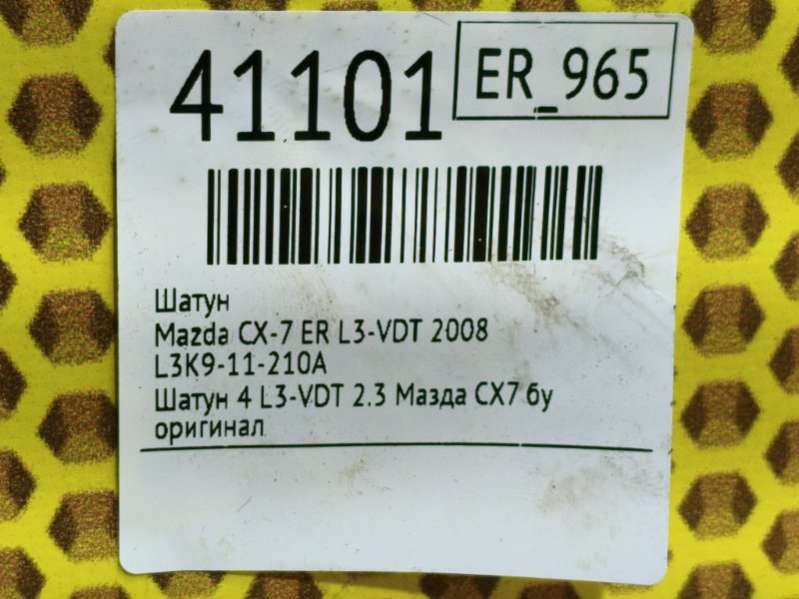 41101
ER_965
Шатун
Mazda CX-7 ER L3-VDT 2008
L3K9-11-210A
Шатун 4 L3-VDT 2.3 Мазда СХ7 бу
оригинал